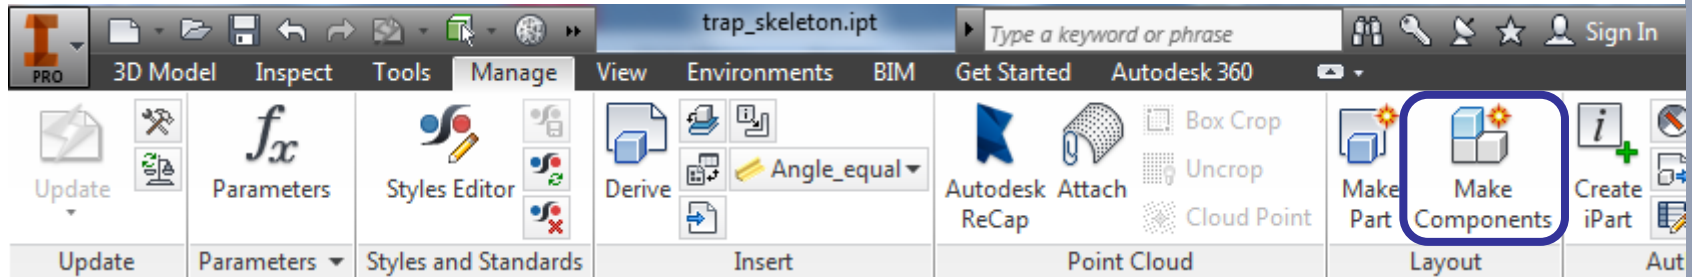 trap_skeleton.ipt
Type a keyword or phrase
Sign In
PRO
3D Model Inspect Tools Manage View Environments BIM Get Started Autodesk 360
Update
fx
Parameters
Styles Editor
Derive
Angle_equal
Autodesk ReCap
Attach
Box Crop
Uncrop
Cloud Point
Make Part
Make Components
Create iPart
Update Parameters Styles and Standards Insert Point Cloud Layout Aut